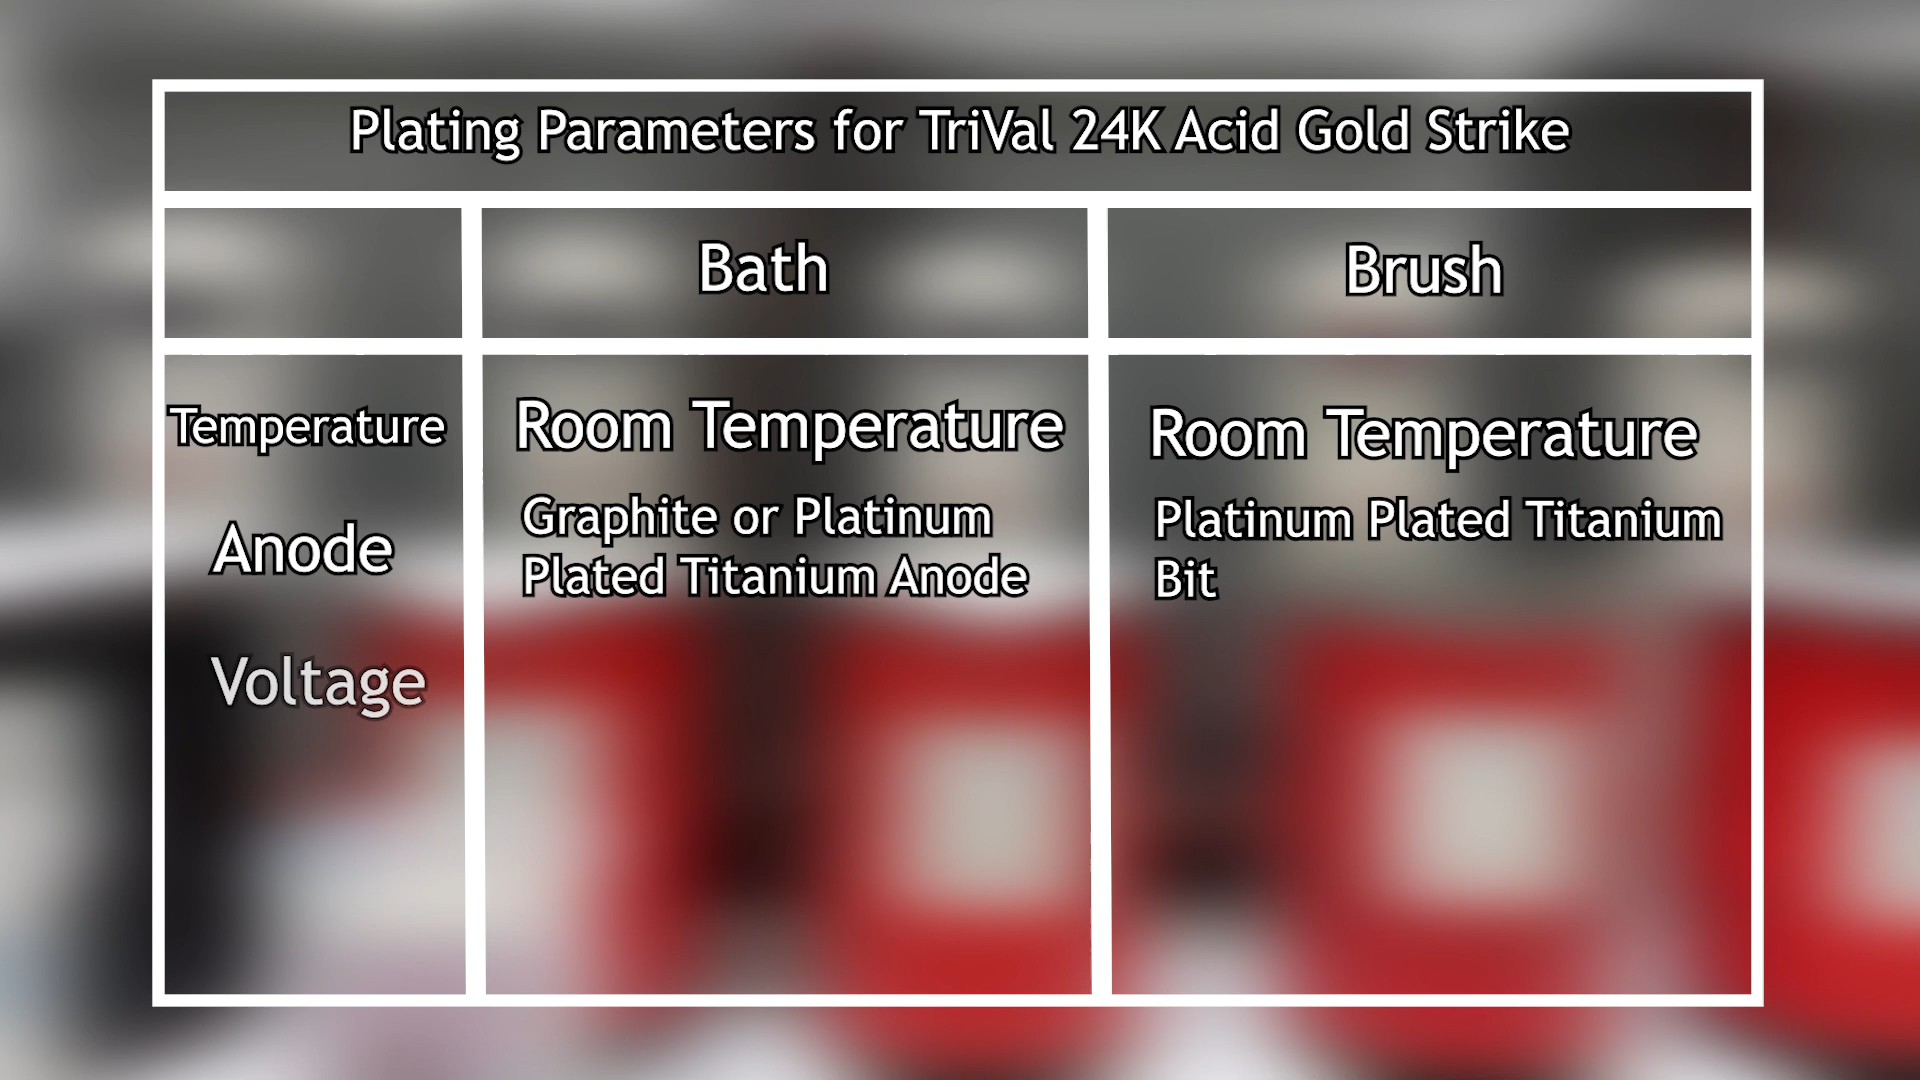 Plating Parameters for TriVal 24K Acid Gold Strike
Bath
Brush
Temperature
Room Temperature
Room Temperature
Anode
Graphite or Platinum
Plated Titanium Anode
Platinum Plated Titanium
Bit
Voltage